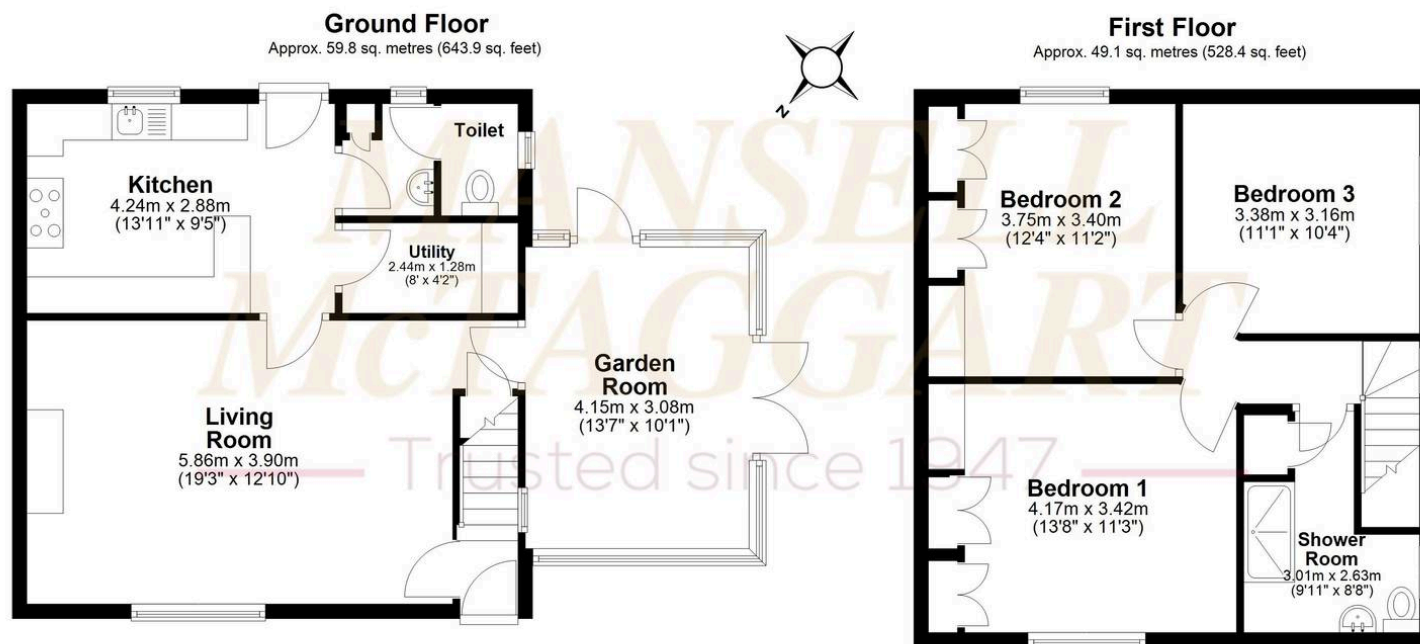 Ground Floor
Approx. 59.8 sq. metres (643.9 sq. feet)
First Floor
Approx. 49.1 sq. metres (528.4 sq. feet)
N
Toilet
Kitchen
4.24m x 2.88m
(13'11" x 9'5")
Utility
2.44m x 1.28m
(8' x 4'2")
Garden
Room
4.15m x 3.08m
(13'7" x 10'1")
Living
Room
5.86m x 3.90m
(19'3" x 12'10")
Bedroom 2
3.75m x 3.40m
(12'4" x 11'2")
Bedroom 3
3.38m x 3.16m
(11'1" x 10'4")
Bedroom 1
4.17m x 3.42m
(13'8" x 11'3")
Shower
Room
3.01m x 2.63m
(9'11" x 8'8")
MANSELL
McTAGGART
Trusted since 1947